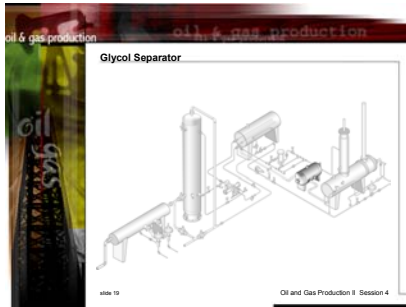 oil & gas production
oil & gas production
Glycol Separator
oil
gas
slide 19
Oil and Gas Production II Session 4